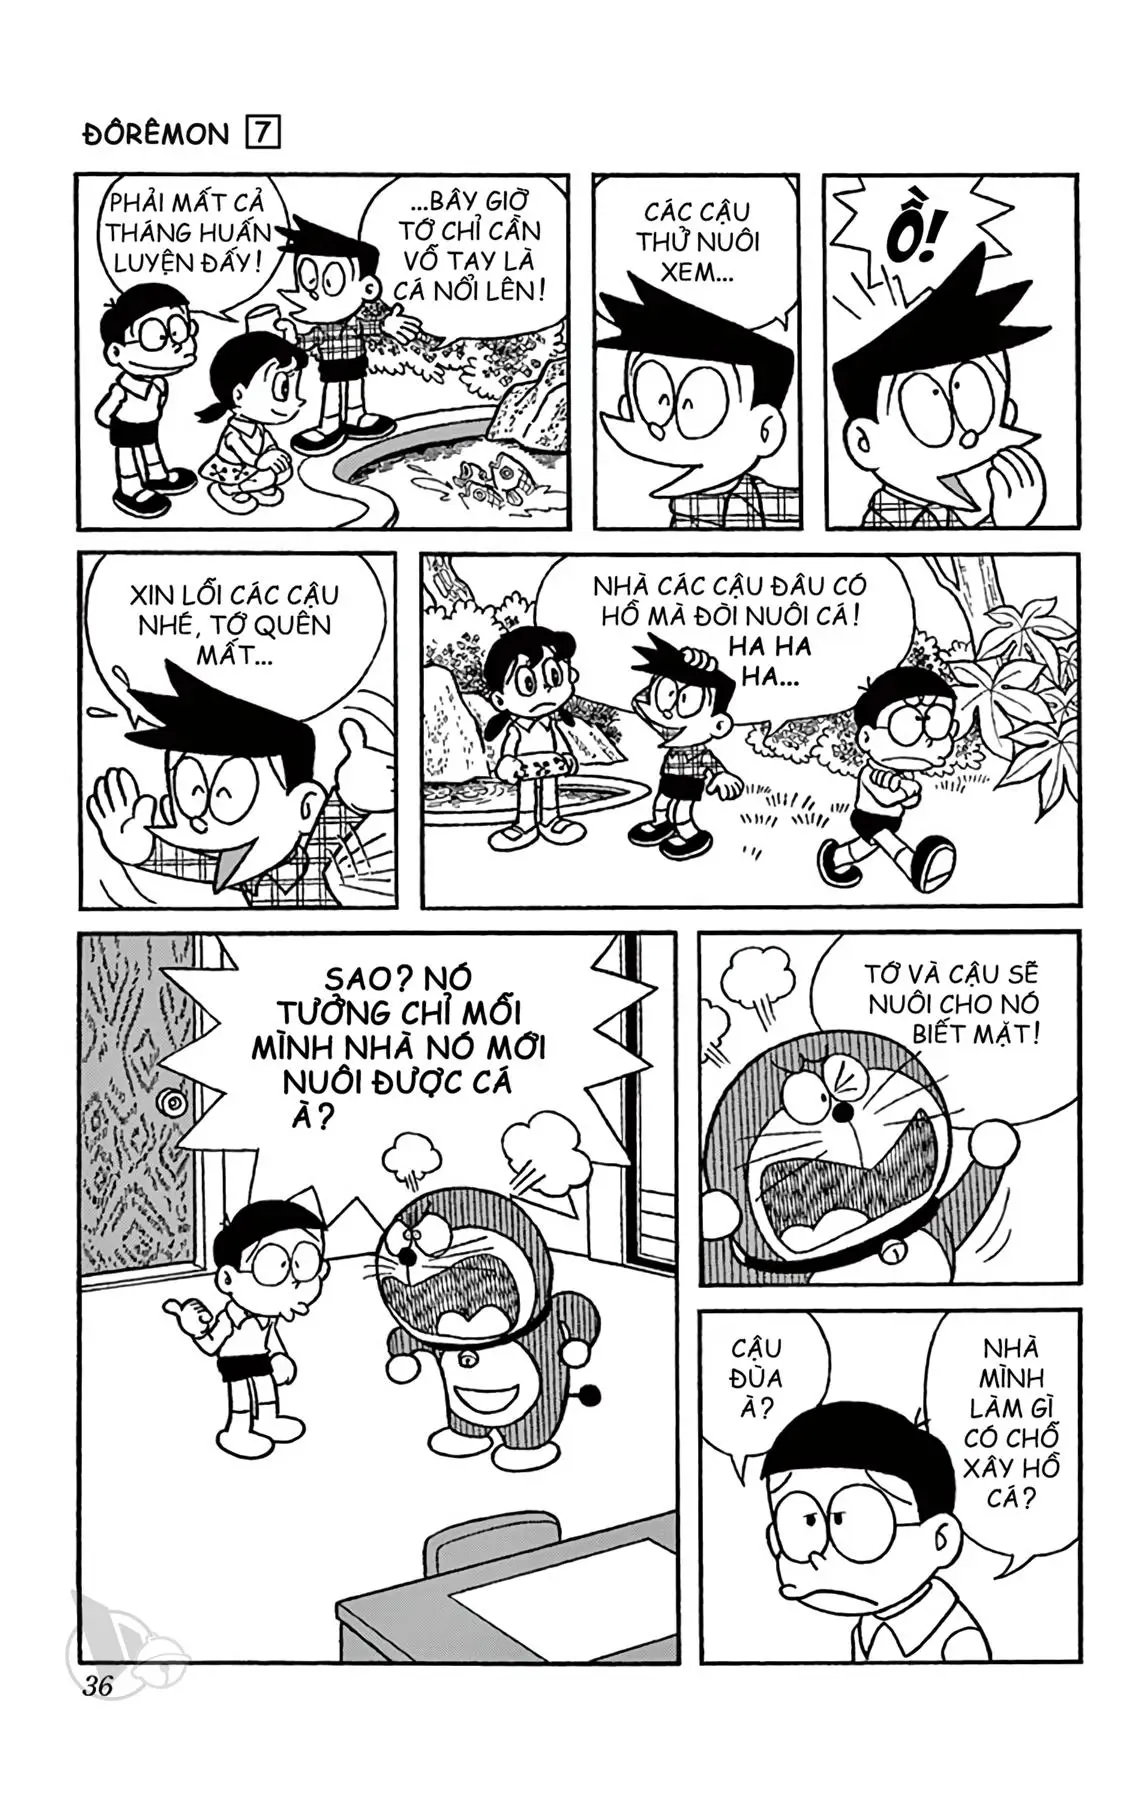 ĐÔRÊMON 7
PHẢI MẤT CẢ
THÁNG HUẤN
LUYỆN ĐẤY!
...BÂY GIỜ
TỚ CHỈ CẦN
VỖ TAY LÀ
CÁ NỔI LÊN!
CÁC CẬU
THỬ NUÔI
XEM...
Ồ!
XIN LỖI CÁC CẬU
NHÉ, TỚ QUÊN
MẤT...
NHÀ CÁC CẬU ĐÂU CÓ
HỒ MÀ ĐÒI NUÔI CÁ!
HA HA
HA...
SAO? NÓ
TƯỞNG CHỈ MỖI
MÌNH NHÀ NÓ MỚI
NUÔI ĐƯỢC CÁ
À?
TỚ VÀ CẬU SẼ
NUÔI CHO NÓ
BIẾT MẶT!
CẬU
ĐÙA
À?
NHÀ
MÌNH
LÀM GÌ
CÓ CHỖ
XÂY HỒ
CÁ?
36